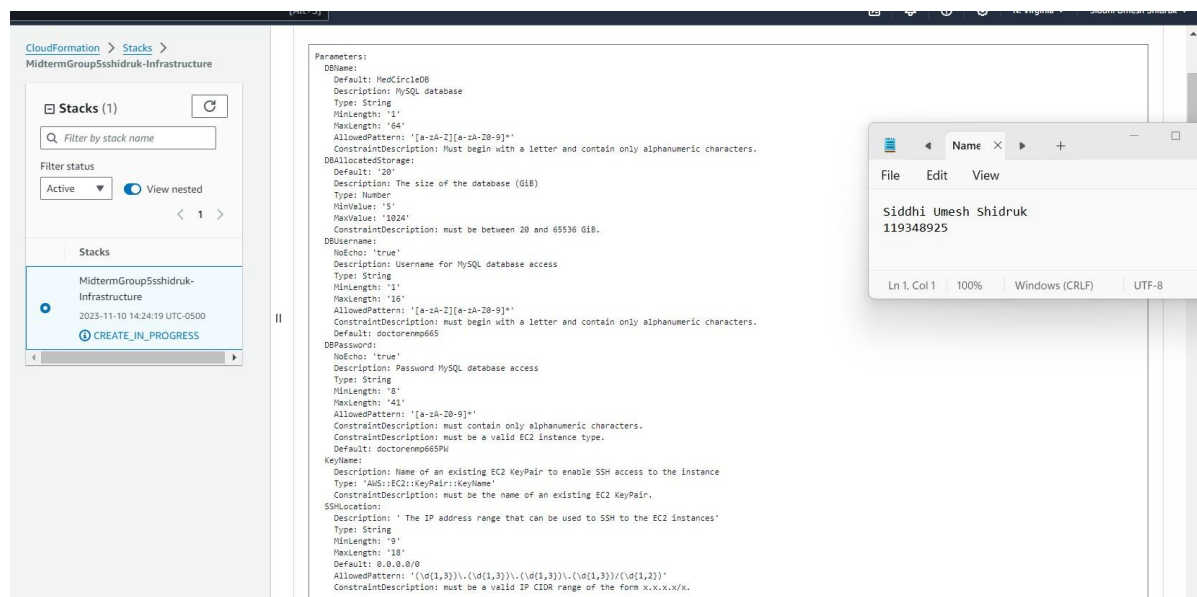 [Alt+S]
N. Virginia
Siddhi Umesh Shidruk
CloudFormation > Stacks >
MidtermGroup5sshidruk-Infrastructure
Stacks (1)
Filter by stack name
Filter status
Active
View nested
1
Stacks
MidtermGroup5sshidruk-
Infrastructure
2023-11-10 14:24:19 UTC-0500
CREATE_IN_PROGRESS
Parameters:
DBName:
Default: MedCircleDB
Description: MySQL database
Type: String
MinLength: '1'
MaxLength: '64'
AllowedPattern: '[a-zA-Z][a-zA-Z0-9]*'
ConstraintDescription: Must begin with a letter and contain only alphanumeric characters.
DBAllocatedStorage:
Default: '20'
Description: The size of the database (GiB)
Type: Number
MinValue: '5'
MaxValue: '1024'
ConstraintDescription: must be between 20 and 65536 GiB.
DBUsername:
NoEcho: 'true'
Description: Username for MySQL database access
Type: String
MinLength: '1'
MaxLength: '16'
AllowedPattern: '[a-zA-Z][a-zA-Z0-9]*'
ConstraintDescription: must begin with a letter and contain only alphanumeric characters.
Default: doctorenmp665
DBPassword:
NoEcho: 'true'
Description: Password MySQL database access
Type: String
MinLength: '8'
MaxLength: '41'
AllowedPattern: '[a-zA-Z0-9]*'
ConstraintDescription: must contain only alphanumeric characters.
ConstraintDescription: must be a valid EC2 instance type.
Default: doctorenmp665PW
KeyName:
Description: Name of an existing EC2 KeyPair to enable SSH access to the instance
Type: 'AWS::EC2::KeyPair::KeyName'
ConstraintDescription: must be the name of an existing EC2 KeyPair.
SSHLocation:
Description: ' The IP address range that can be used to SSH to the EC2 instances'
Type: String
MinLength: '9'
MaxLength: '18'
Default: 0.0.0.0/0
AllowedPattern: '(\d{1,3})\.(\d{1,3})\.(\d{1,3})\.(\d{1,3})/(\d{1,2})'
ConstraintDescription: must be a valid IP CIDR range of the form x.x.x.x/x.
Name
File Edit View
Siddhi Umesh Shidruk
119348925
Ln 1, Col 1 100% Windows (CRLF) UTF-8